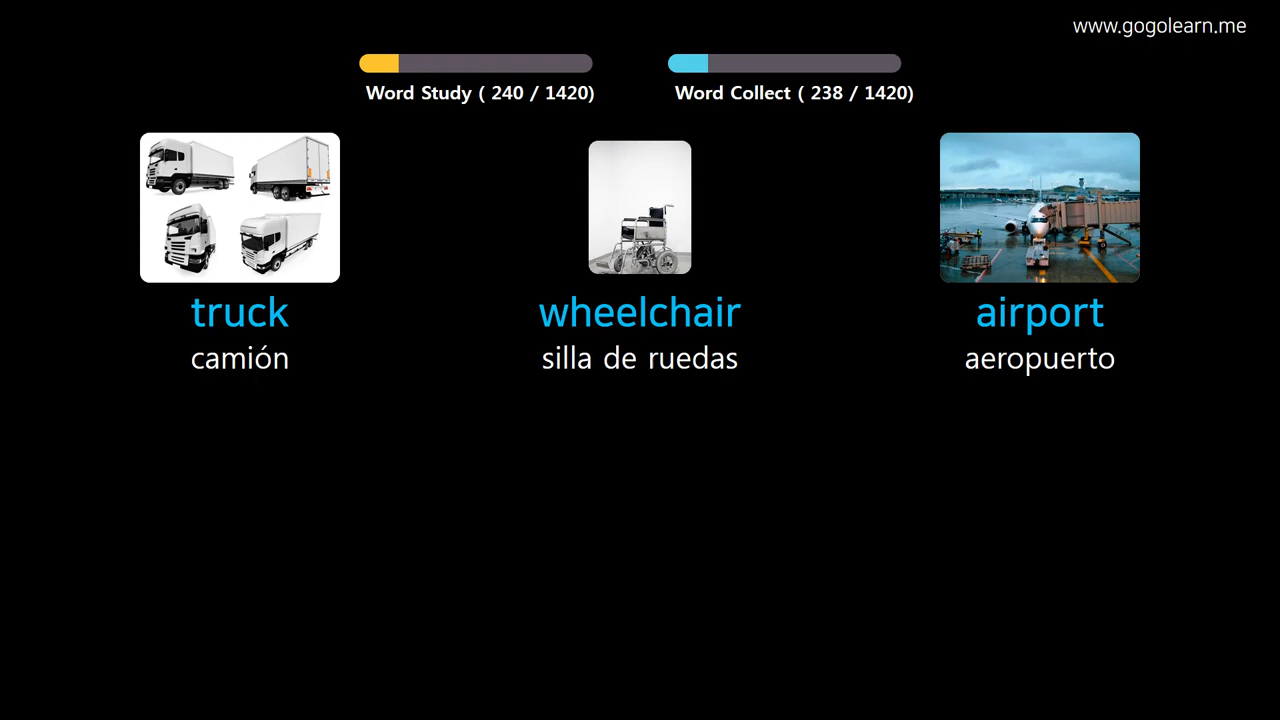 www.gogolearn.me
Word Study ( 240 / 1420)
Word Collect ( 238 / 1420)
truck
wheelchair
airport
camión
silla de ruedas
aeropuerto